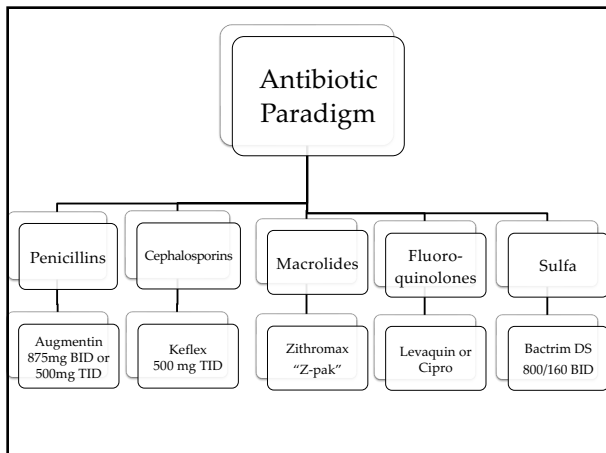 Antibiotic
Paradigm
Penicillins
Cephalosporins
Macrolides
Fluoro-
quinolones
Sulfa
Augmentin
875mg BID or
500mg TID
Keflex
500 mg TID
Zithromax
“Z-pak”
Levaquin or
Cipro
Bactrim DS
800/160 BID